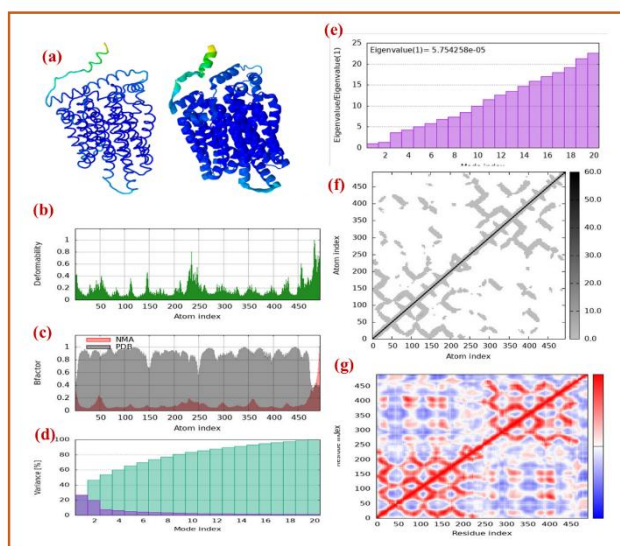 (a)
(b)
Deformability
1
0.8
0.6
0.4
0.2
0
50 100 150 200 250 300 350 400 450
Atom index
(c)
NMA
PDB
Bfactor
1
0.8
0.6
0.4
0.2
0
50 100 150 200 250 300 350 400 450
Atom index
(d)
Variance [%]
100
80
60
40
20
0
2 4 6 8 10 12 14 16 18 20
Mode index
(e)
Eigenvalue(1)= 5.754258e-05
Eigenvalue/Eigenvalue(1)
25
20
15
10
5
0
2 4 6 8 10 12 14 16 18 20
Mode index
(f)
Atom index
450
400
350
300
250
200
150
100
50
0
0 50 100 150 200 250 300 350 400 450
Atom index
60.0
50.0
40.0
30.0
20.0
10.0
0.0
(g)
450
400
350
300
250
200
150
100
50
0
0 50 100 150 200 250 300 350 400 450
Residue index